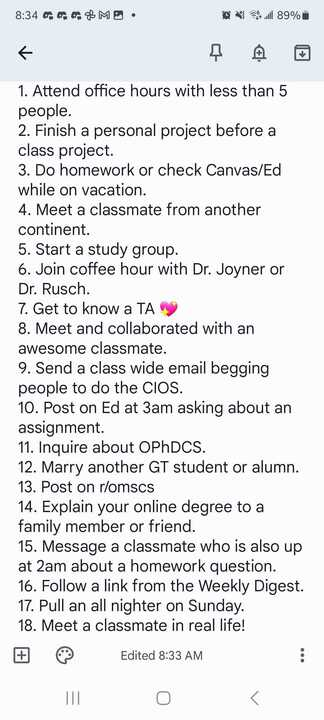 8:34
89%
1. Attend office hours with less than 5
people.
2. Finish a personal project before a
class project.
3. Do homework or check Canvas/Ed
while on vacation.
4. Meet a classmate from another
continent.
5. Start a study group.
6. Join coffee hour with Dr. Joyner or
Dr. Rusch.
7. Get to know a TA 💖
8. Meet and collaborated with an
awesome classmate.
9. Send a class wide email begging
people to do the CIOS.
10. Post on Ed at 3am asking about an
assignment.
11. Inquire about OPhDCS.
12. Marry another GT student or alumn.
13. Post on r/omscs
14. Explain your online degree to a
family member or friend.
15. Message a classmate who is also up
at 2am about a homework question.
16. Follow a link from the Weekly Digest.
17. Pull an all nighter on Sunday.
18. Meet a classmate in real life!
Edited 8:33 AM